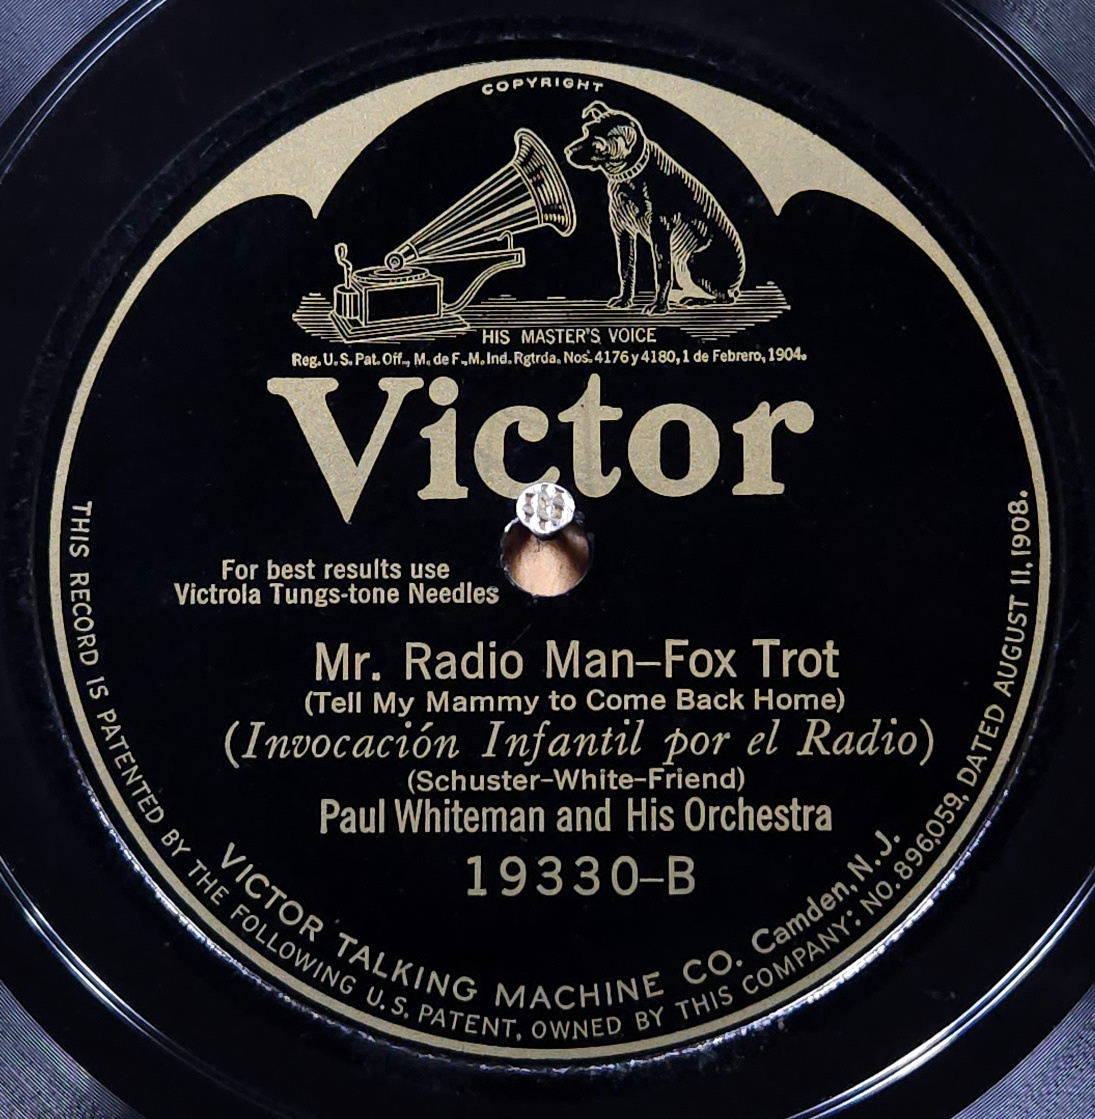 COPYRIGHT
HIS MASTER'S VOICE
Reg. U. S. Pat. Off., M. de F., M. Ind. Rgtrda. Nos. 4176 y 4180, 1 de Febrero, 1904.
Victor
For best results use
Victrola Tungs-tone Needles
Mr. Radio Man–Fox Trot
(Tell My Mammy to Come Back Home)
(Invocación Infantil por el Radio)
(Schuster–White–Friend)
Paul Whiteman and His Orchestra
19330–B
VICTOR TALKING MACHINE CO. Camden, N. J.
THIS RECORD IS PATENTED BY THE FOLLOWING U.S. PATENT, OWNED BY THIS COMPANY: NO. 896,059, DATED AUGUST 11, 1908.